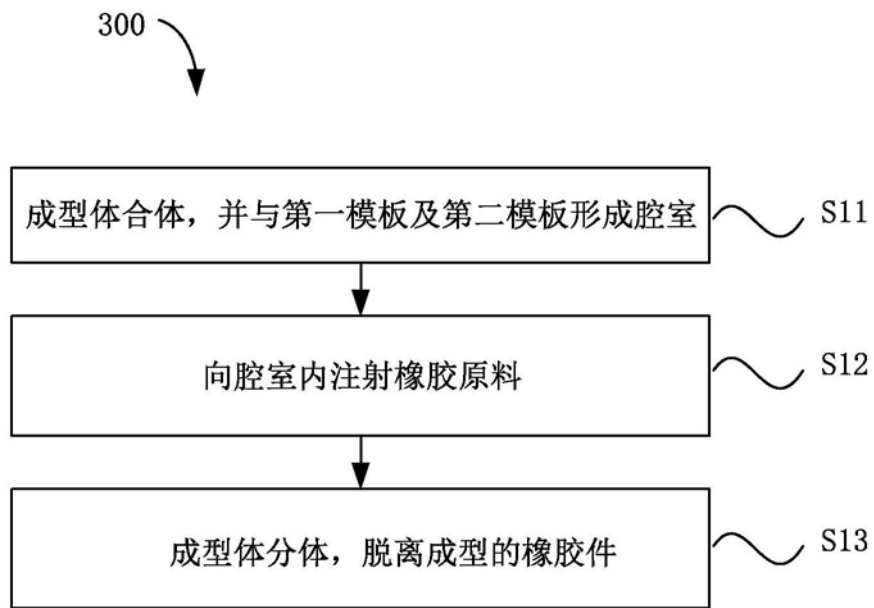 300
成型体合体，并与第一模板及第二模板形成腔室
S11
向腔室内注射橡胶原料
S12
成型体分体，脱离成型的橡胶件
S13